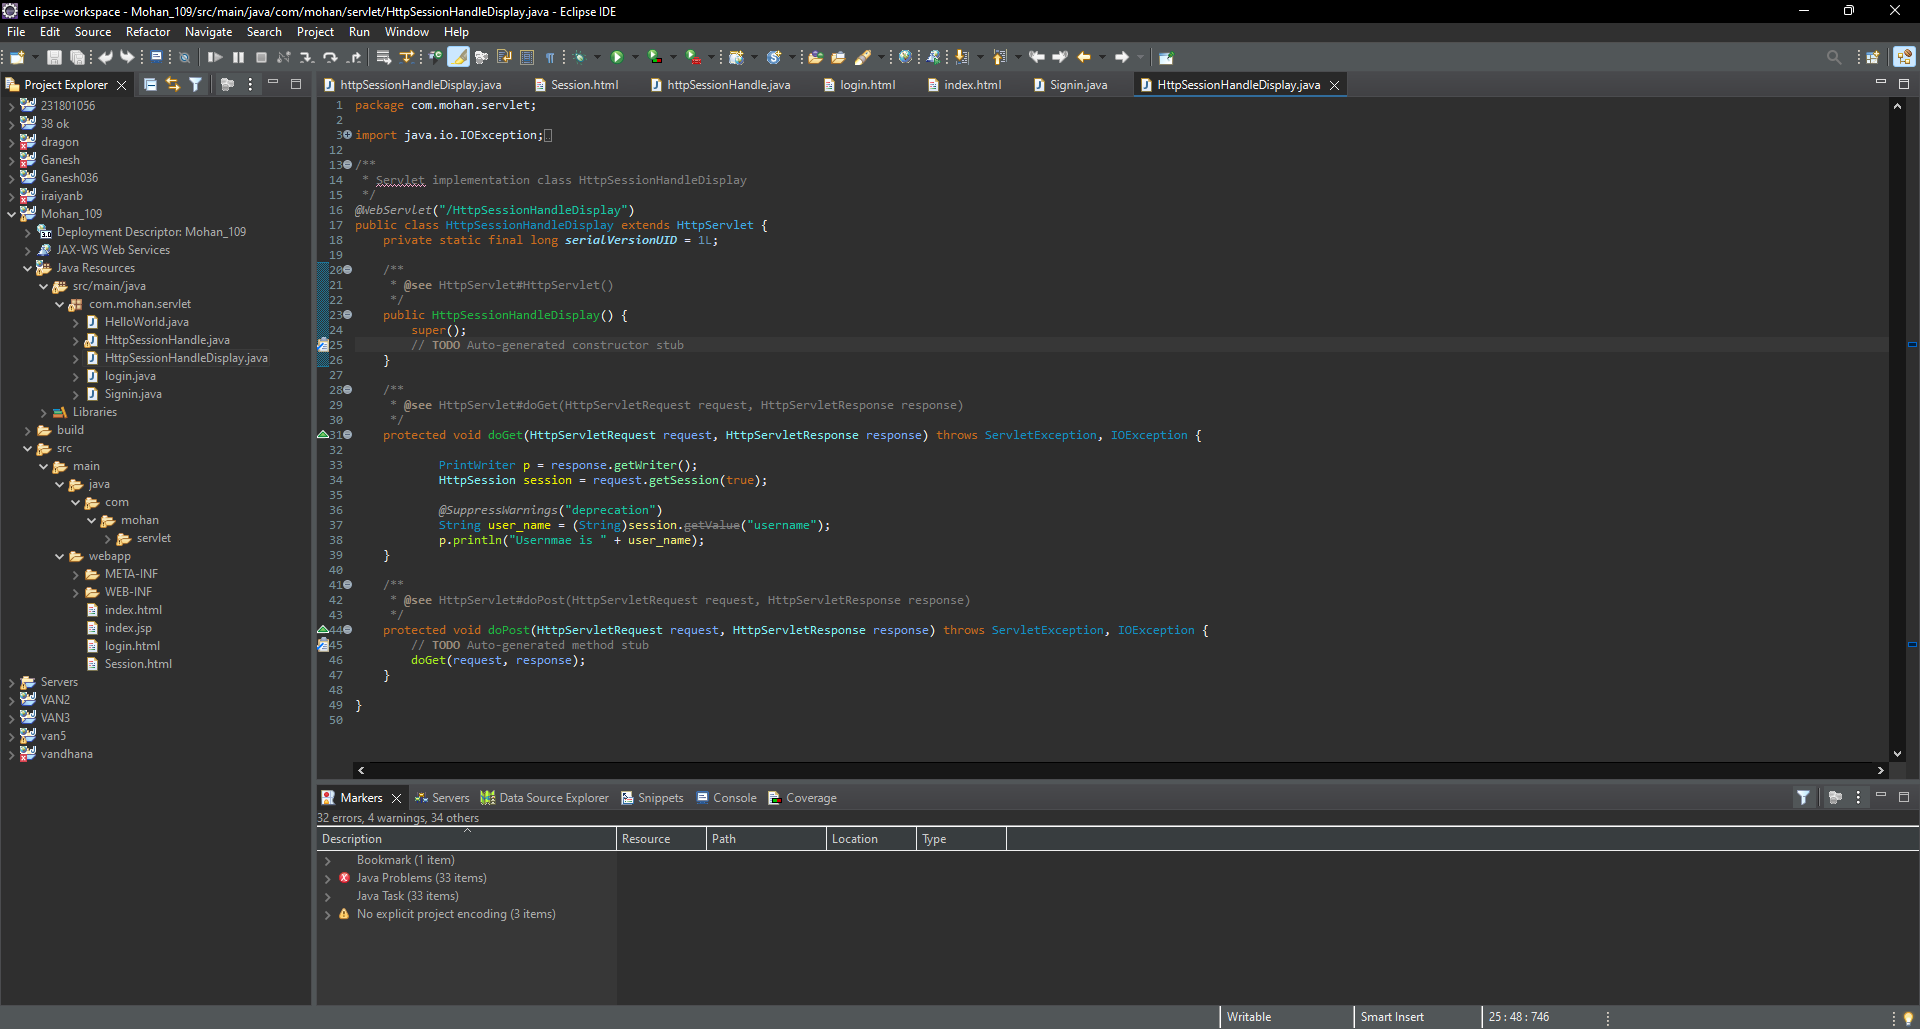 eclipse-workspace - Mohan_109/src/main/java/com/mohan/servlet/HttpSessionHandleDisplay.java - Eclipse IDE
File Edit Source Refactor Navigate Search Project Run Window Help
Project Explorer
231801056
38 ok
dragon
Ganesh
Ganesh036
iraiyanb
Mohan_109
Deployment Descriptor: Mohan_109
JAX-WS Web Services
Java Resources
src/main/java
com.mohan.servlet
HelloWorld.java
HttpSessionHandle.java
HttpSessionHandleDisplay.java
login.java
Signin.java
Libraries
build
src
main
java
com
mohan
servlet
webapp
META-INF
WEB-INF
index.html
index.jsp
login.html
Session.html
Servers
VAN2
VAN3
van5
vandhana
httpSessionHandleDisplay.java Session.html httpSessionHandle.java login.html index.html Signin.java HttpSessionHandleDisplay.java
1 package com.mohan.servlet;
2
3 import java.io.IOException;
12
13 /**
14 * Servlet implementation class HttpSessionHandleDisplay
15 */
16 @WebServlet("/HttpSessionHandleDisplay")
17 public class HttpSessionHandleDisplay extends HttpServlet {
18 private static final long serialVersionUID = 1L;
19
20 /**
21 * @see HttpServlet#HttpServlet()
22 */
23 public HttpSessionHandleDisplay() {
24 super();
25 // TODO Auto-generated constructor stub
26 }
27
28 /**
29 * @see HttpServlet#doGet(HttpServletRequest request, HttpServletResponse response)
30 */
31 protected void doGet(HttpServletRequest request, HttpServletResponse response) throws ServletException, IOException {
32
33 PrintWriter p = response.getWriter();
34 HttpSession session = request.getSession(true);
35
36 @SuppressWarnings("deprecation")
37 String user_name = (String)session.getValue("username");
38 p.println("Usernmae is " + user_name);
39 }
40
41 /**
42 * @see HttpServlet#doPost(HttpServletRequest request, HttpServletResponse response)
43 */
44 protected void doPost(HttpServletRequest request, HttpServletResponse response) throws ServletException, IOException {
45 // TODO Auto-generated method stub
46 doGet(request, response);
47 }
48
49 }
50
Markers Servers Data Source Explorer Snippets Console Coverage
32 errors, 4 warnings, 34 others
Description Resource Path Location Type
Bookmark (1 item)
Java Problems (33 items)
Java Task (33 items)
No explicit project encoding (3 items)
Writable Smart Insert 25 : 48 : 746